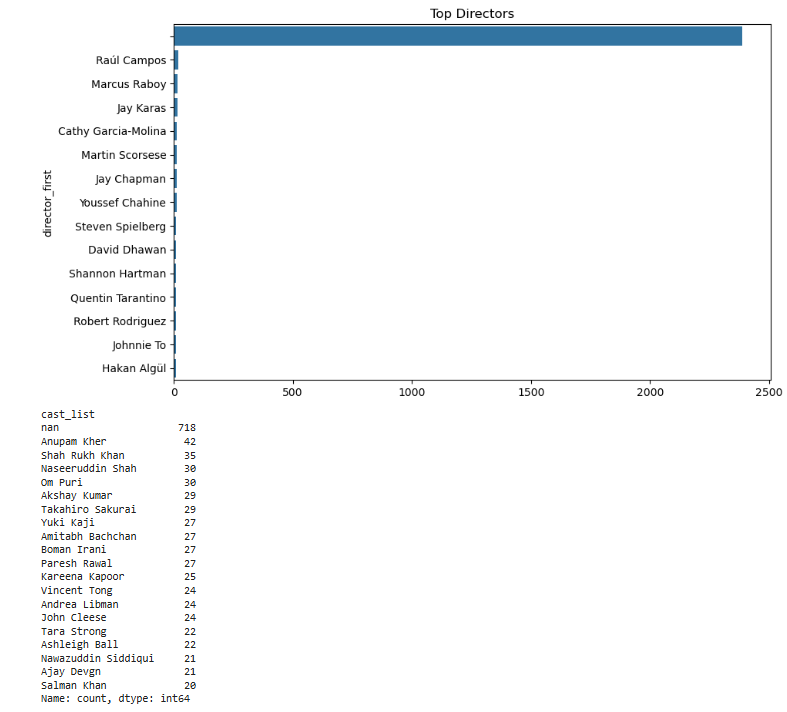 Top Directors
director_first
Raúl Campos
Marcus Raboy
Jay Karas
Cathy Garcia-Molina
Martin Scorsese
Jay Chapman
Youssef Chahine
Steven Spielberg
David Dhawan
Shannon Hartman
Quentin Tarantino
Robert Rodriguez
Johnnie To
Hakan Algül
0 500 1000 1500 2000 2500
cast_list
nan 718
Anupam Kher 42
Shah Rukh Khan 35
Naseeruddin Shah 30
Om Puri 30
Akshay Kumar 29
Takahiro Sakurai 29
Yuki Kaji 27
Amitabh Bachchan 27
Boman Irani 27
Paresh Rawal 27
Kareena Kapoor 25
Vincent Tong 24
Andrea Libman 24
John Cleese 24
Tara Strong 22
Ashleigh Ball 22
Nawazuddin Siddiqui 21
Ajay Devgn 21
Salman Khan 20
Name: count, dtype: int64